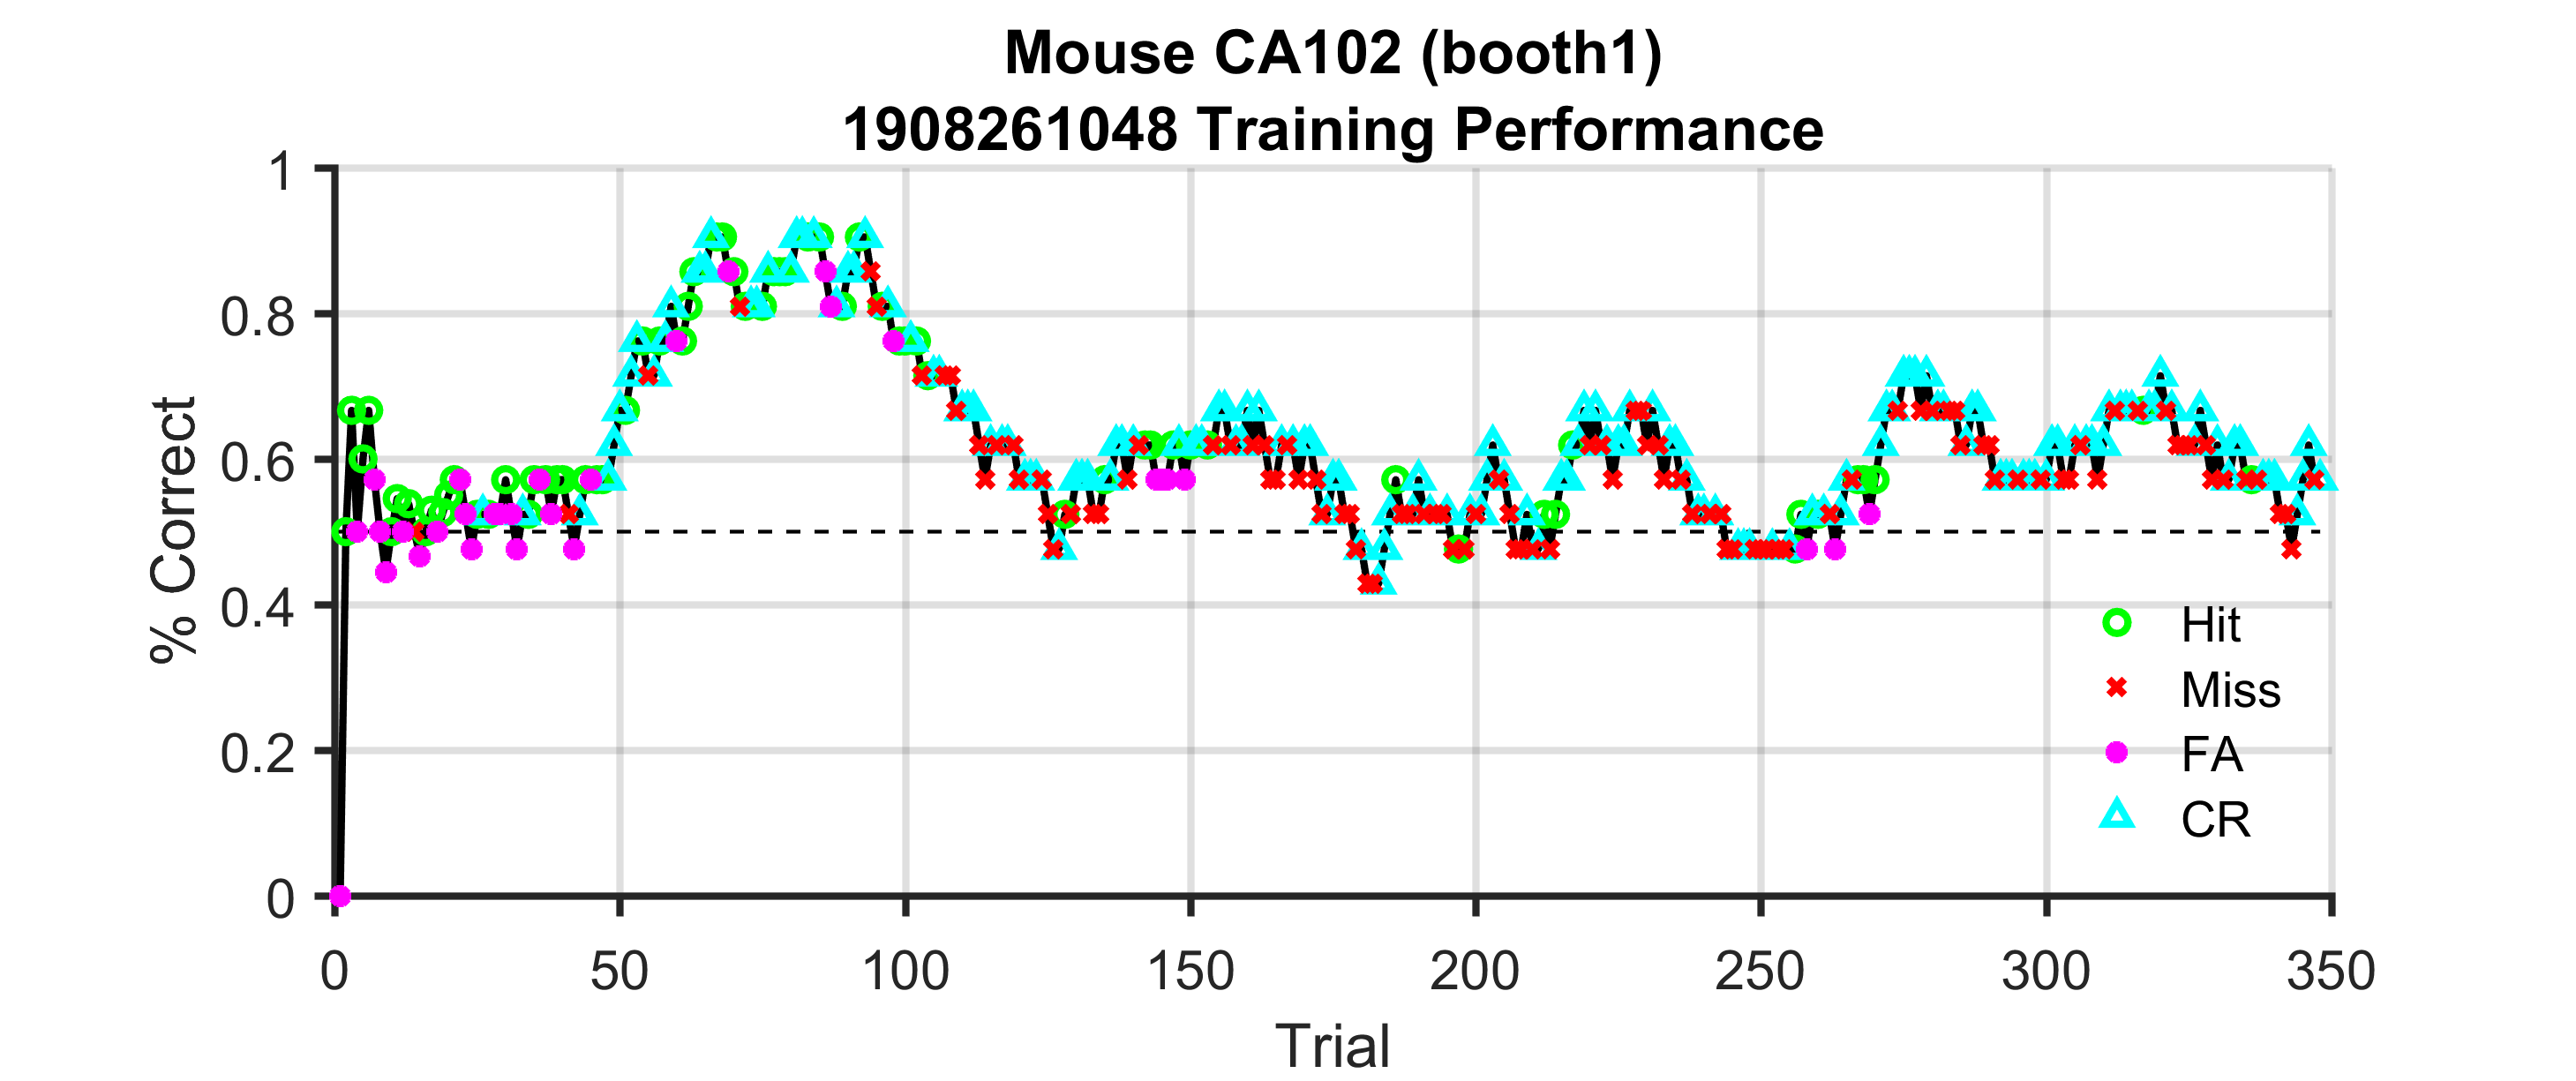 Mouse CA102 (booth1)
1908261048 Training Performance
% Correct
1
0.8
0.6
0.4
0.2
0
0 50 100 150 200 250 300 350
Trial
Hit
Miss
FA
CR